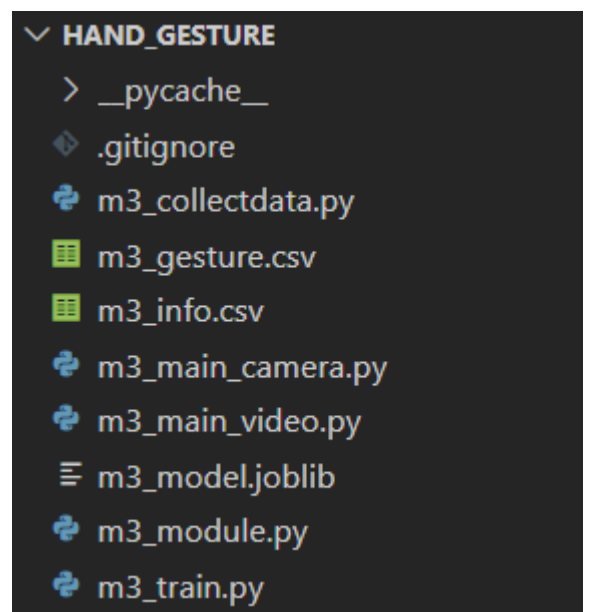 HAND_GESTURE
__pycache__
.gitignore
m3_collectdata.py
m3_gesture.csv
m3_info.csv
m3_main_camera.py
m3_main_video.py
m3_model.joblib
m3_module.py
m3_train.py